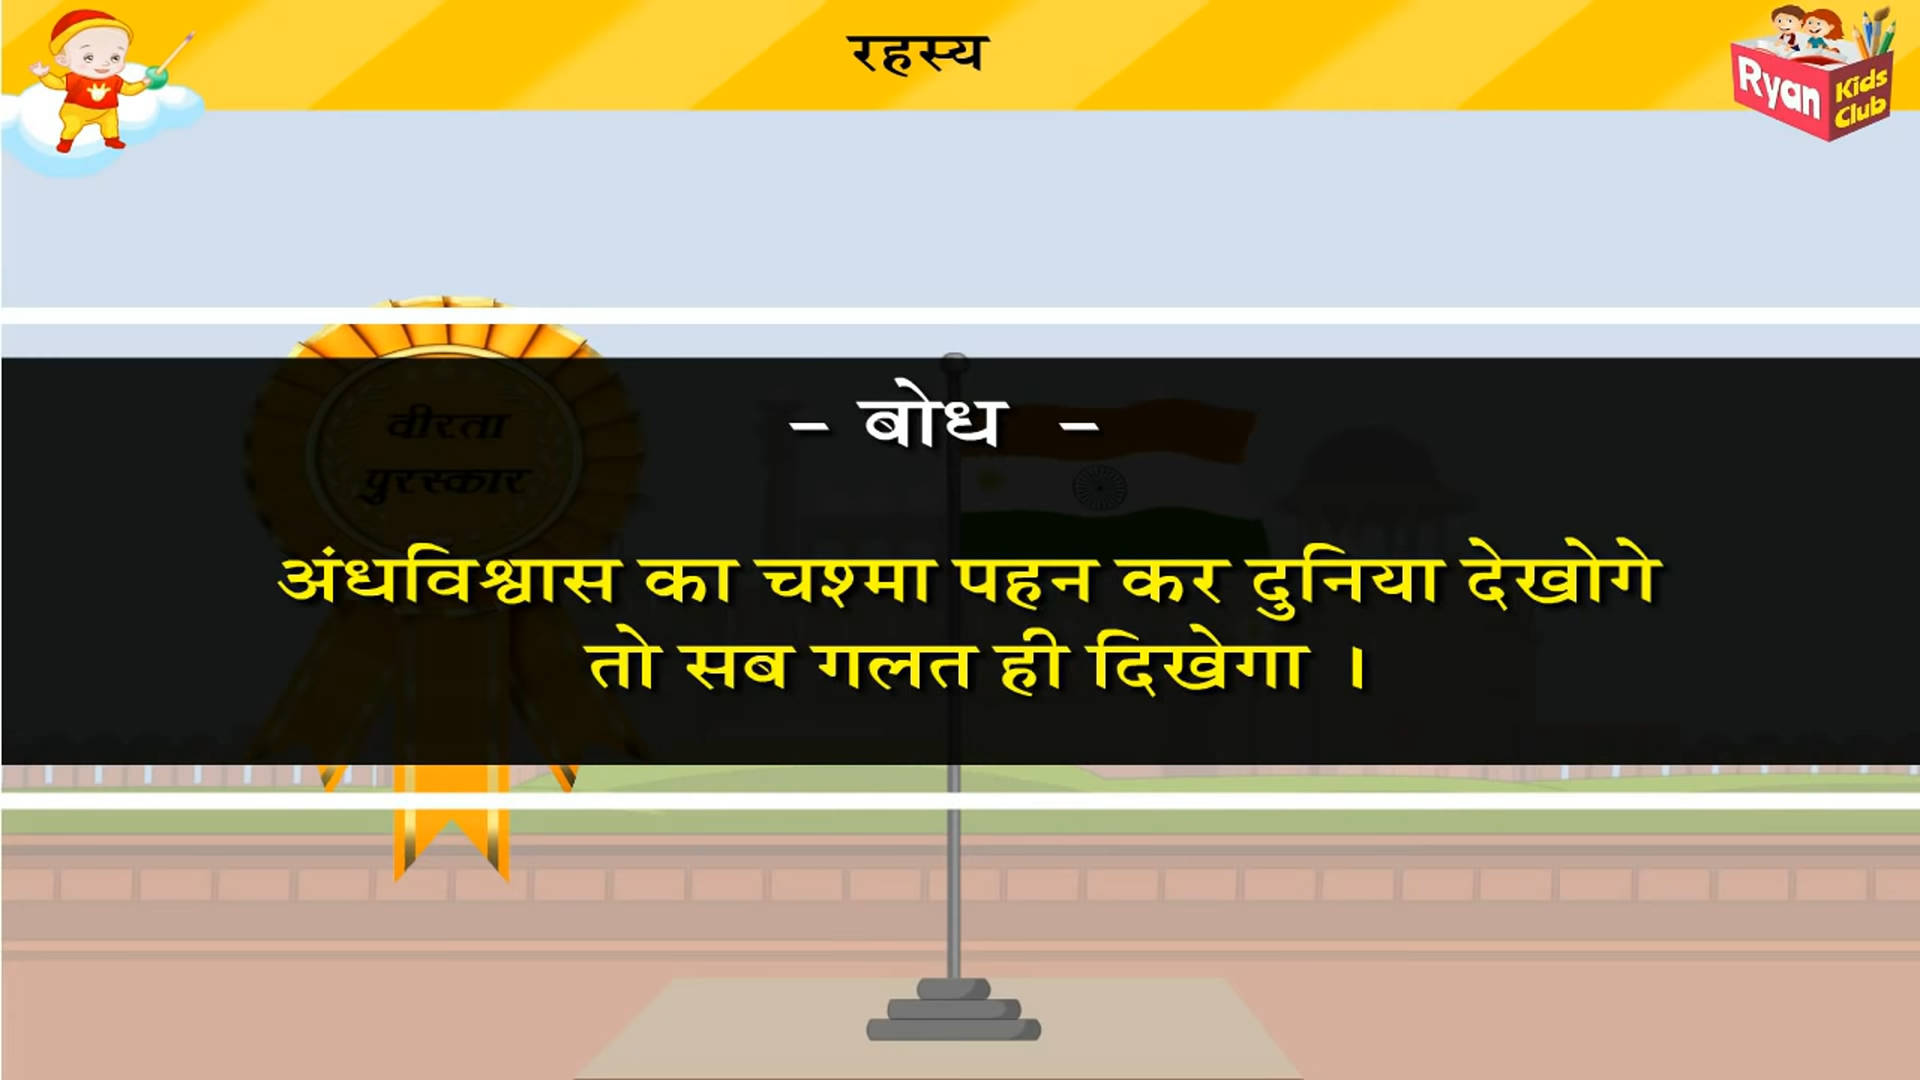 रहस्य
Ryan
Kids
Club
वीरता
पुरस्कार
– बोध –
अंधविश्वास का चश्मा पहन कर दुनिया देखोगे
तो सब गलत ही दिखेगा ।